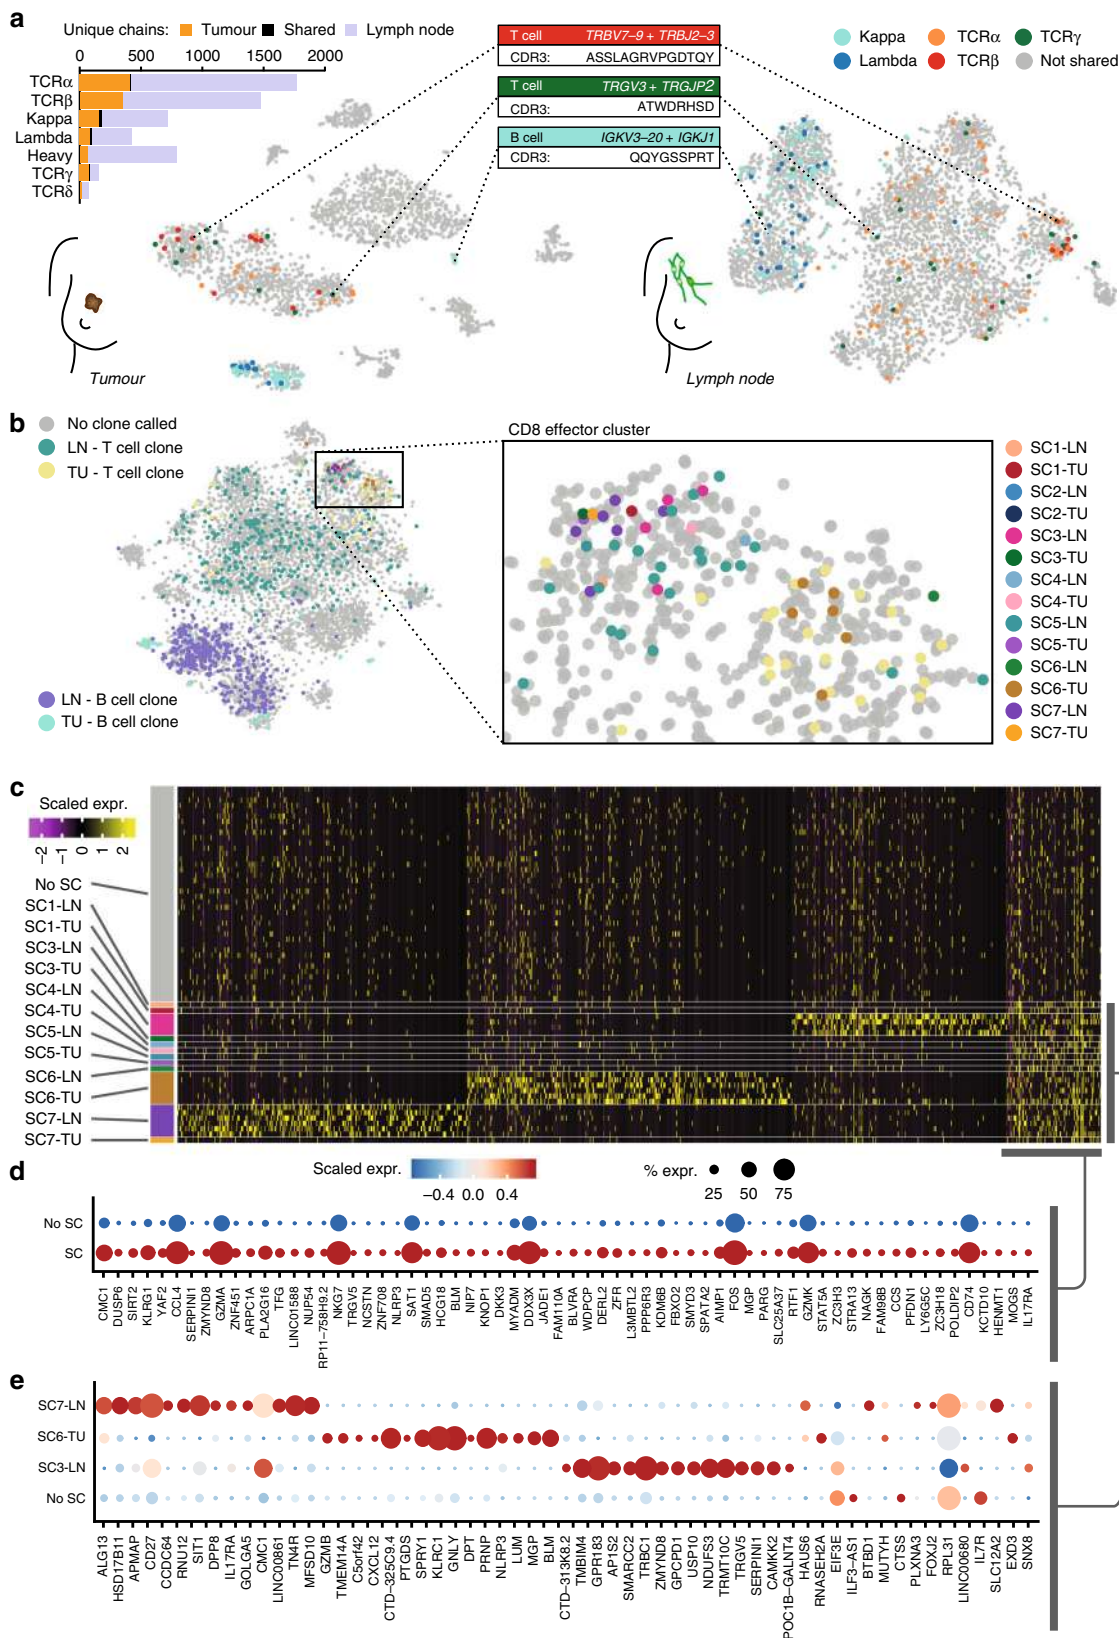 a
Unique chains: Tumour Shared Lymph node
0 500 1000 1500 2000
TCRα
TCRβ
Kappa
Lambda
Heavy
TCRγ
TCRδ
T cell TRBV7–9 + TRBJ2–3
CDR3: ASSLAGRVPGDTQY
T cell TRGV3 + TRGJP2
CDR3: ATWDRHSD
B cell IGKV3–20 + IGKJ1
CDR3: QQYGSSPRT
Kappa TCRα TCRγ
Lambda TCRβ Not shared
Tumour
Lymph node
b
No clone called
LN - T cell clone
TU - T cell clone
LN - B cell clone
TU - B cell clone
CD8 effector cluster
SC1-LN
SC1-TU
SC2-LN
SC2-TU
SC3-LN
SC3-TU
SC4-LN
SC4-TU
SC5-LN
SC5-TU
SC6-LN
SC6-TU
SC7-LN
SC7-TU
c
Scaled expr.
–2 –1 0 1 2
No SC
SC1-LN
SC1-TU
SC3-LN
SC3-TU
SC4-LN
SC4-TU
SC5-LN
SC5-TU
SC6-LN
SC6-TU
SC7-LN
SC7-TU
d
Scaled expr.
–0.4 0.0 0.4
% expr.
25 50 75
No SC
SC
CMC1 DUSP6 SIRT2 KLRG1 YAF2 CCL4 SERPINI1 ZMYND8 GZMA ZNF451 ARPC1A PLA2G16 TFG LINC01588 NUP54 RP11–758H9.2 NKG7 TRGV5 NCSTN ZNF708 NLRP3 SAT1 SMAD5 HCG18 BLM NIP7 KNOP1 DKK3 MYADM DDX3X JADE1 FAM110A BLVRA WDPCP DERL2 ZFR L3MBTL2 PPP6R3 KDM6B FBXO2 SMYD3 SPATA2 AIMP1 FOS MGP PARG SLC25A37 RTF1 GZMK STAT5A ZC3H3 STRA13 NAGK FAM98B CCS PFDN1 LY6G5C ZC3H18 POLDIP2 CD74 KCTD10 HENMT1 MOGS IL17RA
e
SC7-LN
SC6-TU
SC3-LN
No SC
ALG13 HSD17B11 APMAP CD27 CCDC64 RNU12 SIT1 DPP8 IL17RA GOLGA5 CMC1 LINC00861 TN4R MFSD10 GZMB TMEM14A C5orf42 CXCL12 CTD–325C9.4 PTGDS SPRY1 KLRC1 GNLY DPT PRNP NLRP3 LUM MGP BLM CTD–313K8.2 TMBIM4 GPR183 AP1S2 SMARCC2 TRBC1 ZMYND8 GPCPD1 USP10 NDUFS3 TRMT10C TRGV5 SERPINI1 CAMKK2 POC1B–GALNT4 HAUS6 RNASEH2A EIF3E ILF3–AS1 BTBD1 MUTYH CTSS PLXNA3 FOXJ2 RPL31 LINC00680 IL7R SLC12A2 EXD3 SNX8